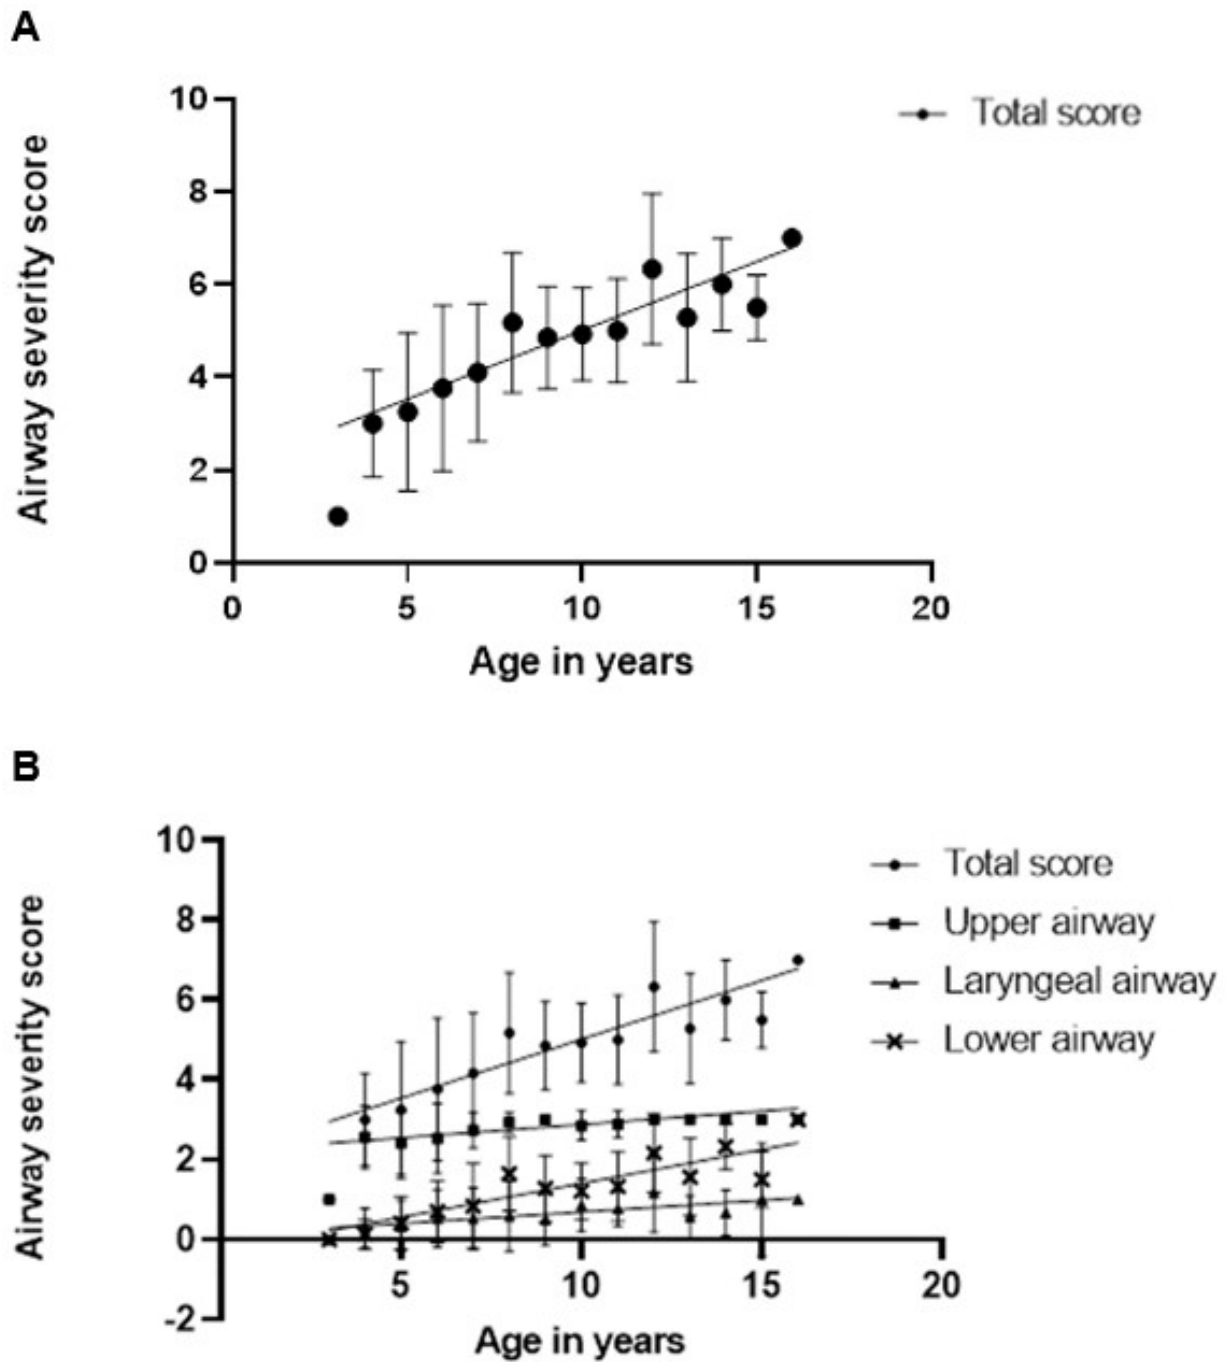 A
Airway severity score
10
8
6
4
2
0
0 5 10 15 20
Age in years
Total score
B
Airway severity score
10
8
6
4
2
0
-2
5 10 15 20
Age in years
Total score
Upper airway
Laryngeal airway
Lower airway